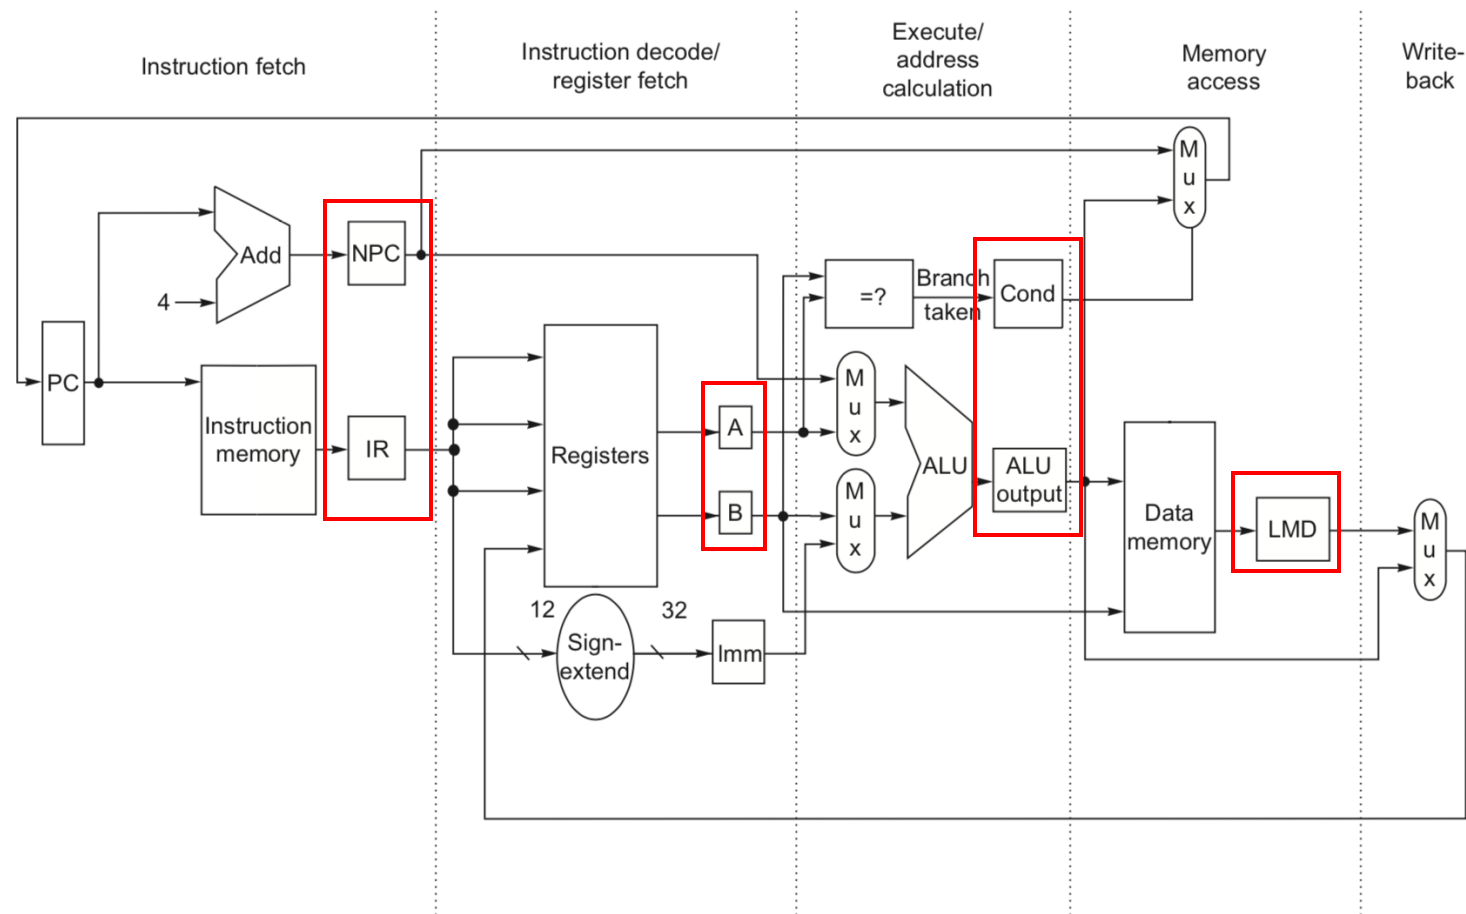 Instruction fetch
Instruction decode/
register fetch
Execute/
address
calculation
Memory
access
Write-
back
M
u
x
Add
NPC
4
PC
Instruction
memory
IR
Registers
A
B
12
32
Sign-
extend
Imm
=?
Branch
taken
Cond
M
u
x
M
u
x
ALU
ALU
output
Data
memory
LMD
M
u
x